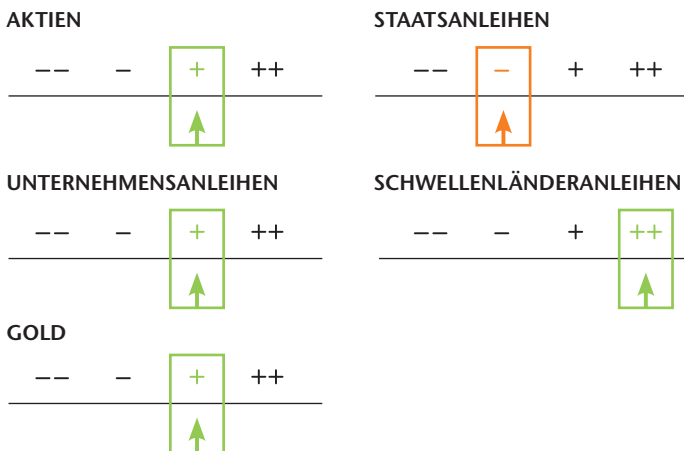 AKTIEN
−− − + ++
STAATSANLEIHEN
−− − + ++
UNTERNEHMENSANLEIHEN
−− − + ++
SCHWELLENLÄNDERANLEIHEN
−− − + ++
GOLD
−− − + ++